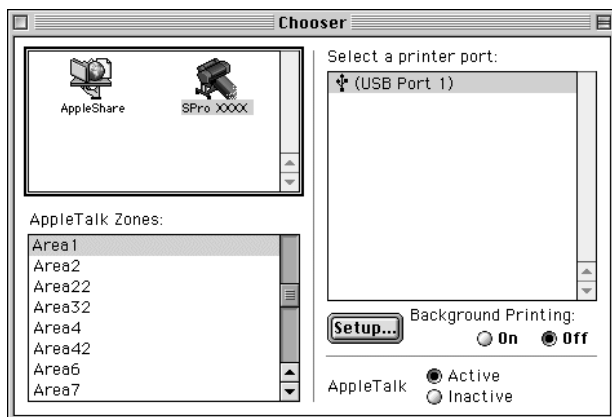 Chooser
AppleShare
SPro XXXX
AppleTalk Zones:
Area1
Area2
Area22
Area32
Area4
Area42
Area6
Area7
Select a printer port:
(USB Port 1)
Setup...
Background Printing:
On Off
AppleTalk
Active
Inactive